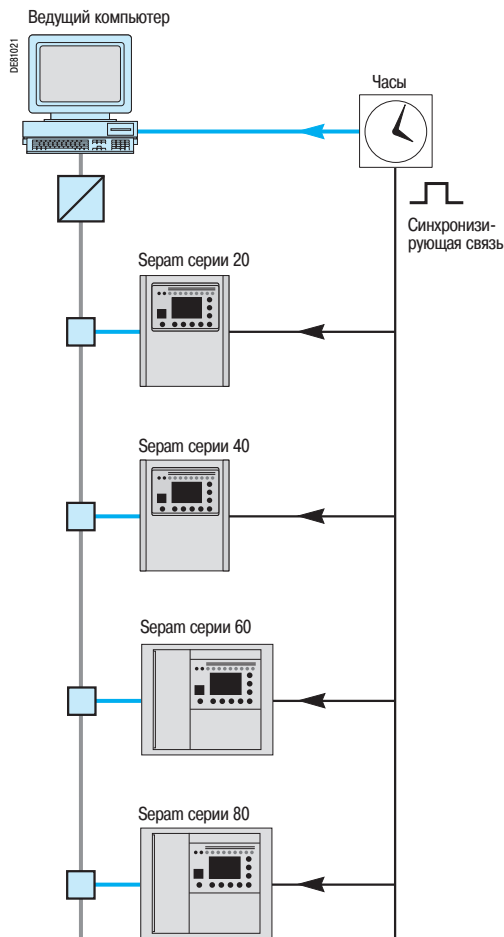 Ведущий компьютер
DE81021
Часы
Синхронизи-
рующая связь
Sepam серии 20
Sepam серии 40
Sepam серии 60
Sepam серии 80